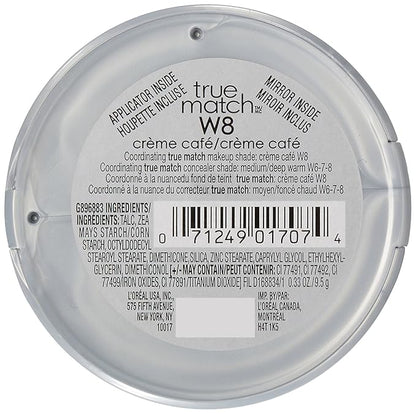 APPLICATOR INSIDE
HOUPETTE INCLUSE
true
match™
MC
MIRROR INSIDE
MIROIR INCLUS
W8
crème café/crème café
Coordinating true match makeup shade: crème café W8
Coordinating true match concealer shade: medium/deep warm W6-7-8
Coordonné à la nuancedu fond de teint true match: crème café W8
Coordonné à la nuance du correcteur true match: moyen/foncé chaud W6-7-8
G896883 INGREDIENTS/
INGRÉDIENTS: TALC, ZEA
MAYS STARCH/CORN
STARCH, OCTYLDODECYL
STEAROYL STEARATE, DIMETHICONE, SILICA, ZINC STEARATE, CAPRYLYL GLYCOL, ETHYLHEXYL-
GLYCERIN, DIMETHICONOL [+/- MAY CONTAIN/PEUT CONTENIR: CI 77491, CI 77492, CI
77499/IRON OXIDES, CI 77891/TITANIUM DIOXIDE] FIL D168834/1 0.33 OZ./9.5 g
0 71249 01707 4
L'ORÉAL USA, INC.,
575 FIFTH AVENUE,
NEW YORK, NY
10017
IMP. BY/PAR:
L'ORÉAL CANADA,
MONTRÉAL
H4T 1K5